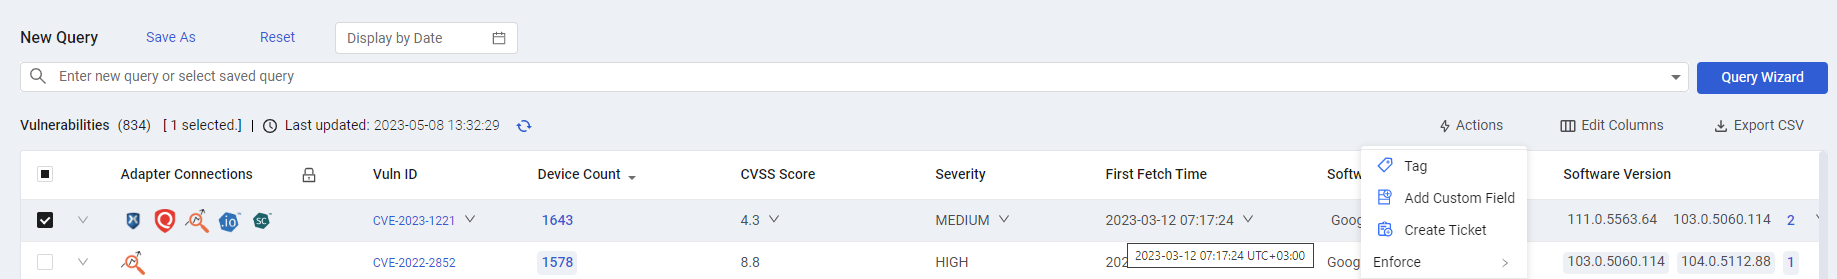 New Query Save As Reset Display by Date
Enter new query or select saved query Query Wizard
Vulnerabilities (834) [ 1 selected.] | Last updated: 2023-05-08 13:32:29 Actions Edit Columns Export CSV
Adapter Connections Vuln ID Device Count CVSS Score Severity First Fetch Time Softw Software Version
Tag
Add Custom Field
Create Ticket
Enforce
.io SC CVE-2023-1221 1643 4.3 MEDIUM 2023-03-12 07:17:24 Goog 111.0.5563.64 103.0.5060.114 2
2023-03-12 07:17:24 UTC+03:00
CVE-2022-2852 1578 8.8 HIGH 202 Goog 103.0.5060.114 104.0.5112.88 1